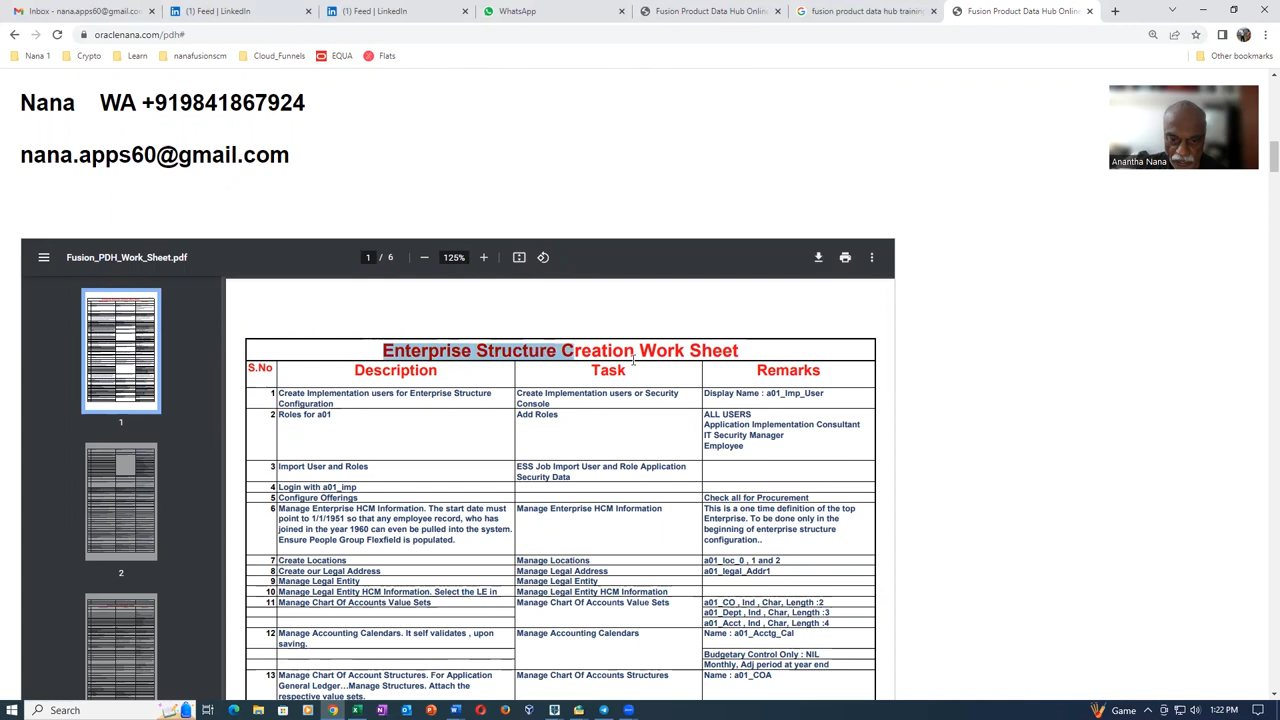 Inbox - nana.apps60@gmail.com
(1) Feed | LinkedIn
(1) Feed | LinkedIn
WhatsApp
Fusion Product Data Hub Online
fusion product data hub training
Fusion Product Data Hub Online
oraclenana.com/pdh#
Nana 1
Crypto
Learn
nanafusionscm
Cloud_Funnels
EQUA
Flats
Other bookmarks
Nana WA +919841867924
nana.apps60@gmail.com
Anantha Nana
Fusion_PDH_Work_Sheet.pdf
1 / 6
125%
Enterprise Structure Creation Work Sheet
S.No Description Task Remarks
1 Create Implementation users for Enterprise Structure Create Implementation users or Security Display Name : a01_Imp_User
Configuration Console
2 Roles for a01 Add Roles ALL USERS
Application Implementation Consultant
IT Security Manager
Employee
3 Import User and Roles ESS Job Import User and Role Application
Security Data
4 Login with a01_imp
5 Configure Offerings Check all for Procurement
6 Manage Enterprise HCM Information. The start date must Manage Enterprise HCM Information This is a one time definition of the top
point to 1/1/1951 so that any employee record, who has Enterprise. To be done only in the
joined in the year 1960 can even be pulled into the system. beginning of enterprise structure
Ensure People Group Flexfield is populated. configuration..
7 Create Locations Manage Locations a01_loc_0 , 1 and 2
8 Create our Legal Address Manage Legal Address a01_legal_Addr1
9 Manage Legal Entity Manage Legal Entity
10 Manage Legal Entity HCM Information. Select the LE in Manage Legal Entity HCM Information
11 Manage Chart Of Accounts Value Sets Manage Chart Of Accounts Value Sets a01_CO , Ind , Char, Length :2
a01_Dept , Ind , Char, Length :3
a01_Acct , Ind , Char, Length :4
12 Manage Accounting Calendars. It self validates , upon Manage Accounting Calendars Name : a01_Acctg_Cal
saving.
Budgetary Control Only : NIL
Monthly, Adj period at year end
13 Manage Chart Of Account Structures. For Application Manage Chart Of Accounts Structures Name : a01_COA
General Ledger…Manage Structures. Attach the
respective value sets.
1
2
Search
Geng
1:22 PM